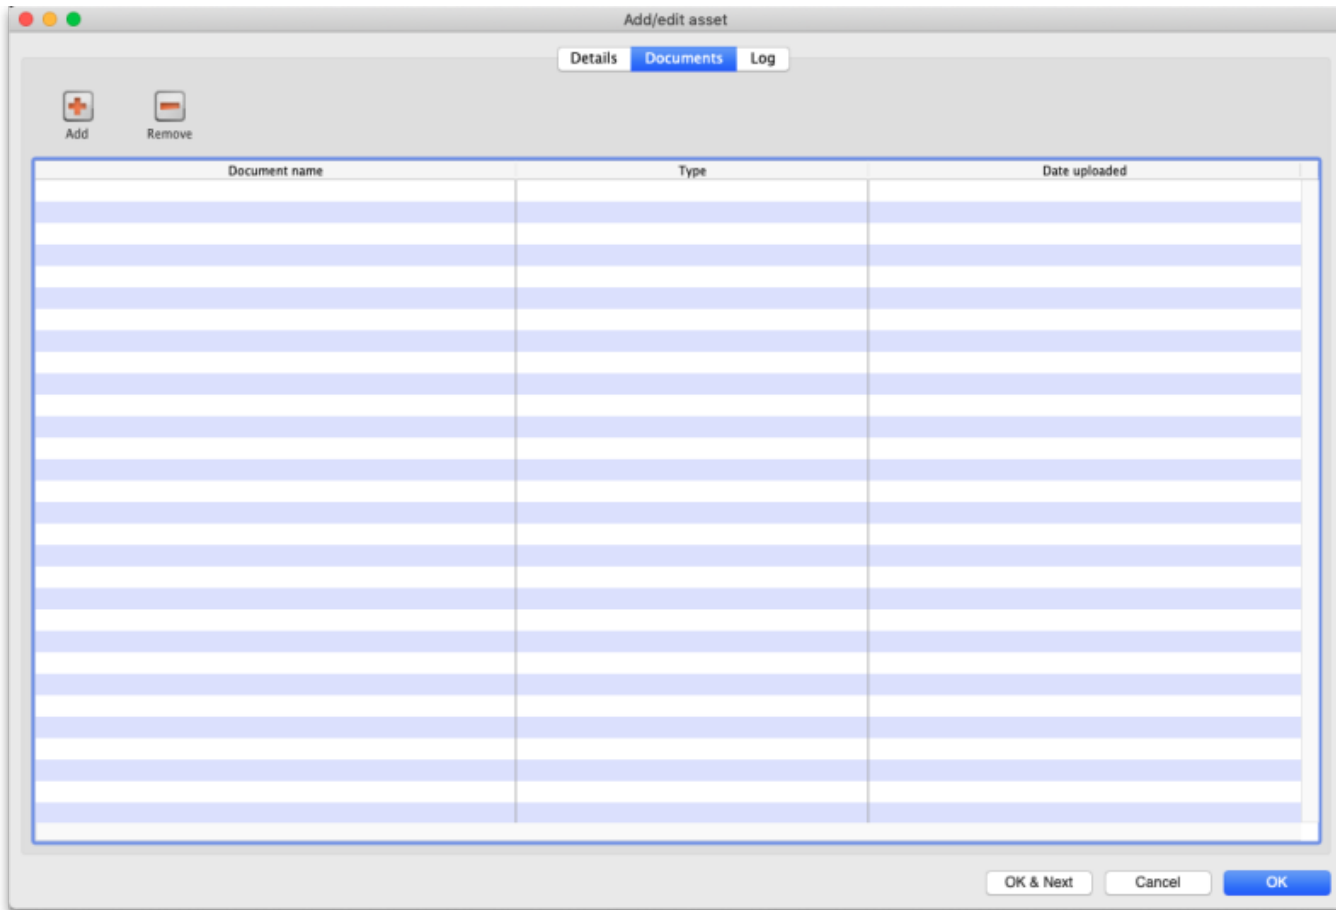 Add/edit asset
Details Documents Log
Add Remove
Document name Type Date uploaded
OK & Next Cancel OK